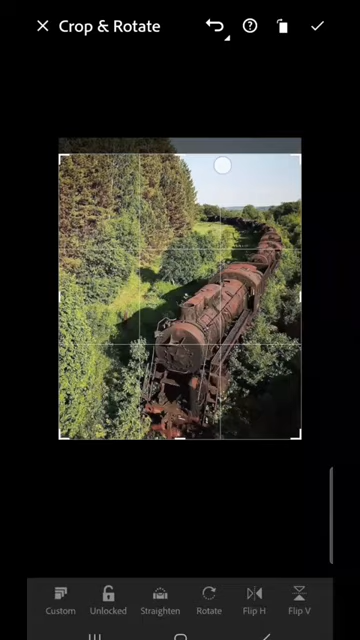 Crop & Rotate
Custom
Unlocked
Straighten
Rotate
Flip H
Flip V